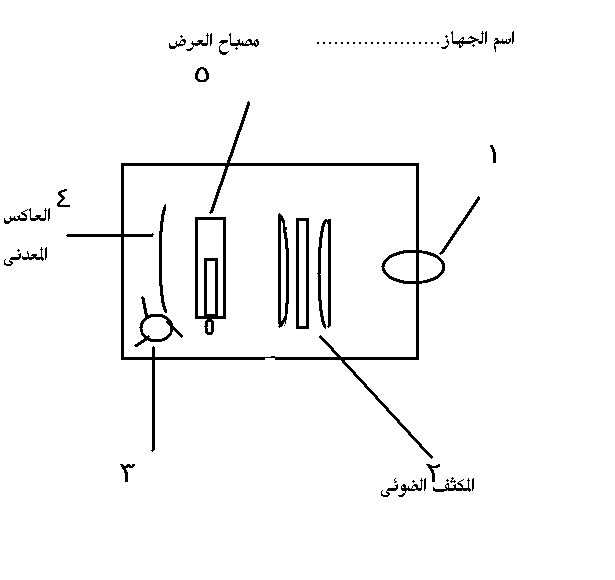 اسم الجهاز.....................
مصباح العرض
٥
١
٤
العاكس
المعدنى
٣
٢
المكثف الضوئى